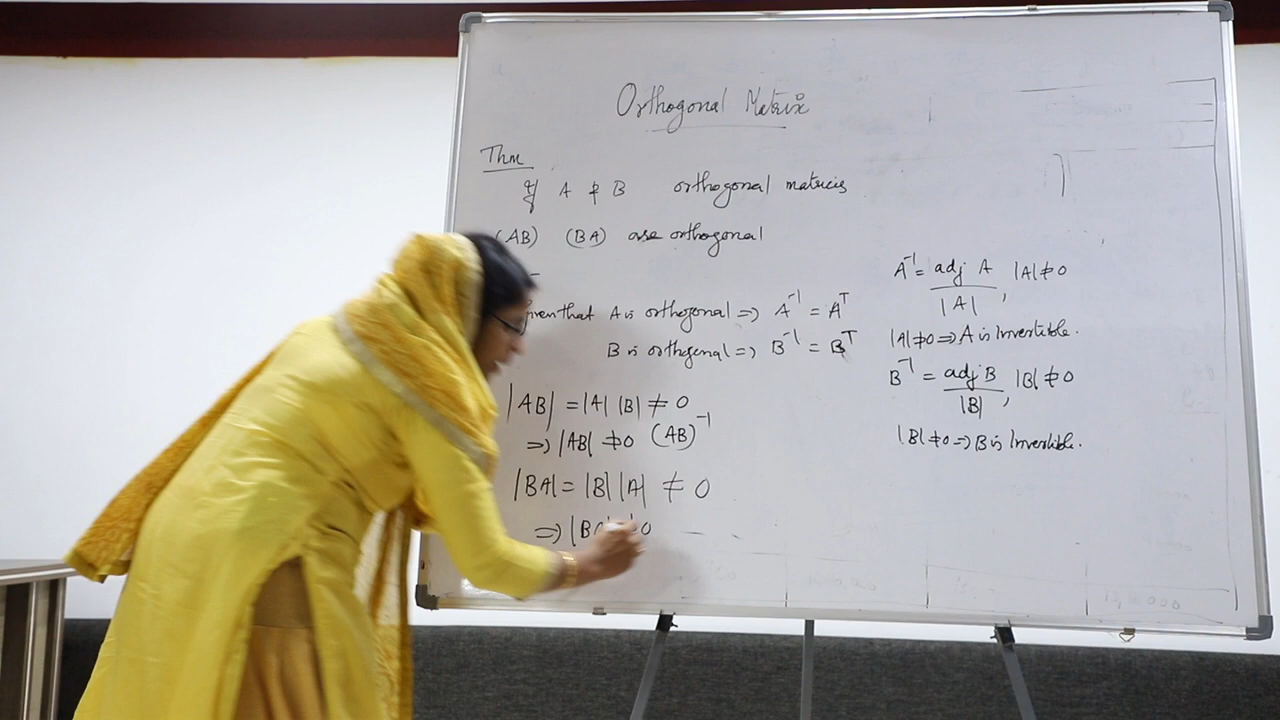 Orthogonal Matrix
Thm
If A & B orthogonal matrices
(AB) (BA) are orthogonal
that A is orthogonal => A⁻¹ = Aᵀ
B is orthogonal => B⁻¹ = Bᵀ
|AB| = |A| |B| ≠ 0
=> |AB| ≠ 0 (AB)⁻¹
|BA| = |B| |A| ≠ 0
=> |BA| ≠ 0
A⁻¹ = adj A / |A| , |A| ≠ 0
|A| ≠ 0 => A is Invertible.
B⁻¹ = adj B / |B| , |B| ≠ 0
|B| ≠ 0 => B is Invertible.